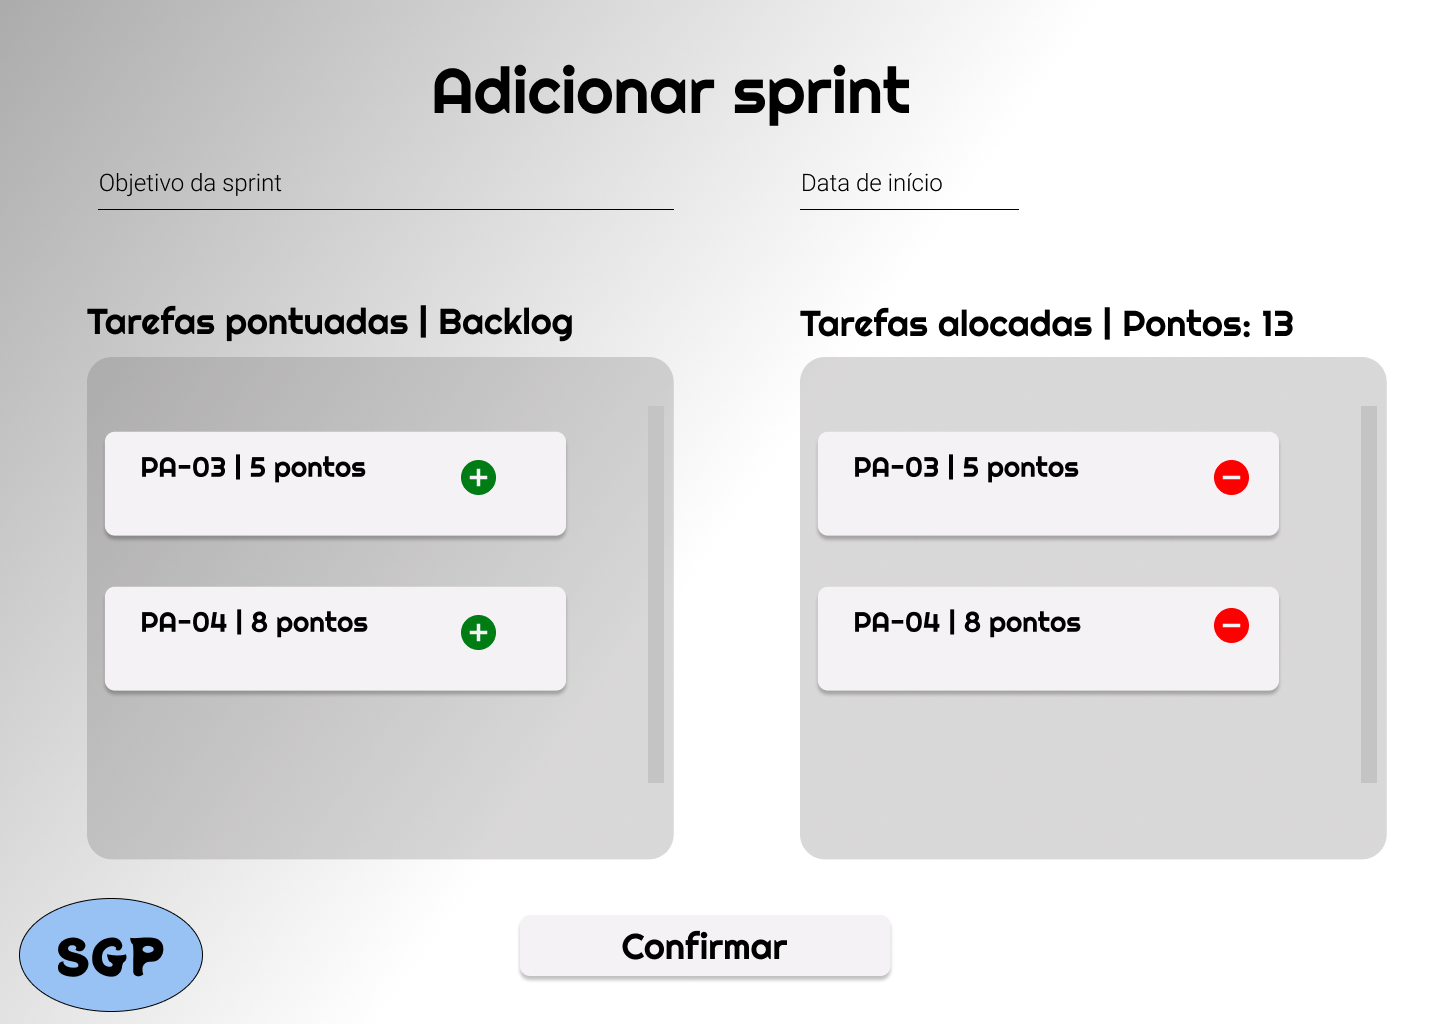 Adicionar sprint
Objetivo da sprint
Data de início
Tarefas pontuadas | Backlog
PA-03 | 5 pontos
PA-04 | 8 pontos
Tarefas alocadas | Pontos: 13
PA-03 | 5 pontos
PA-04 | 8 pontos
SGP
Confirmar